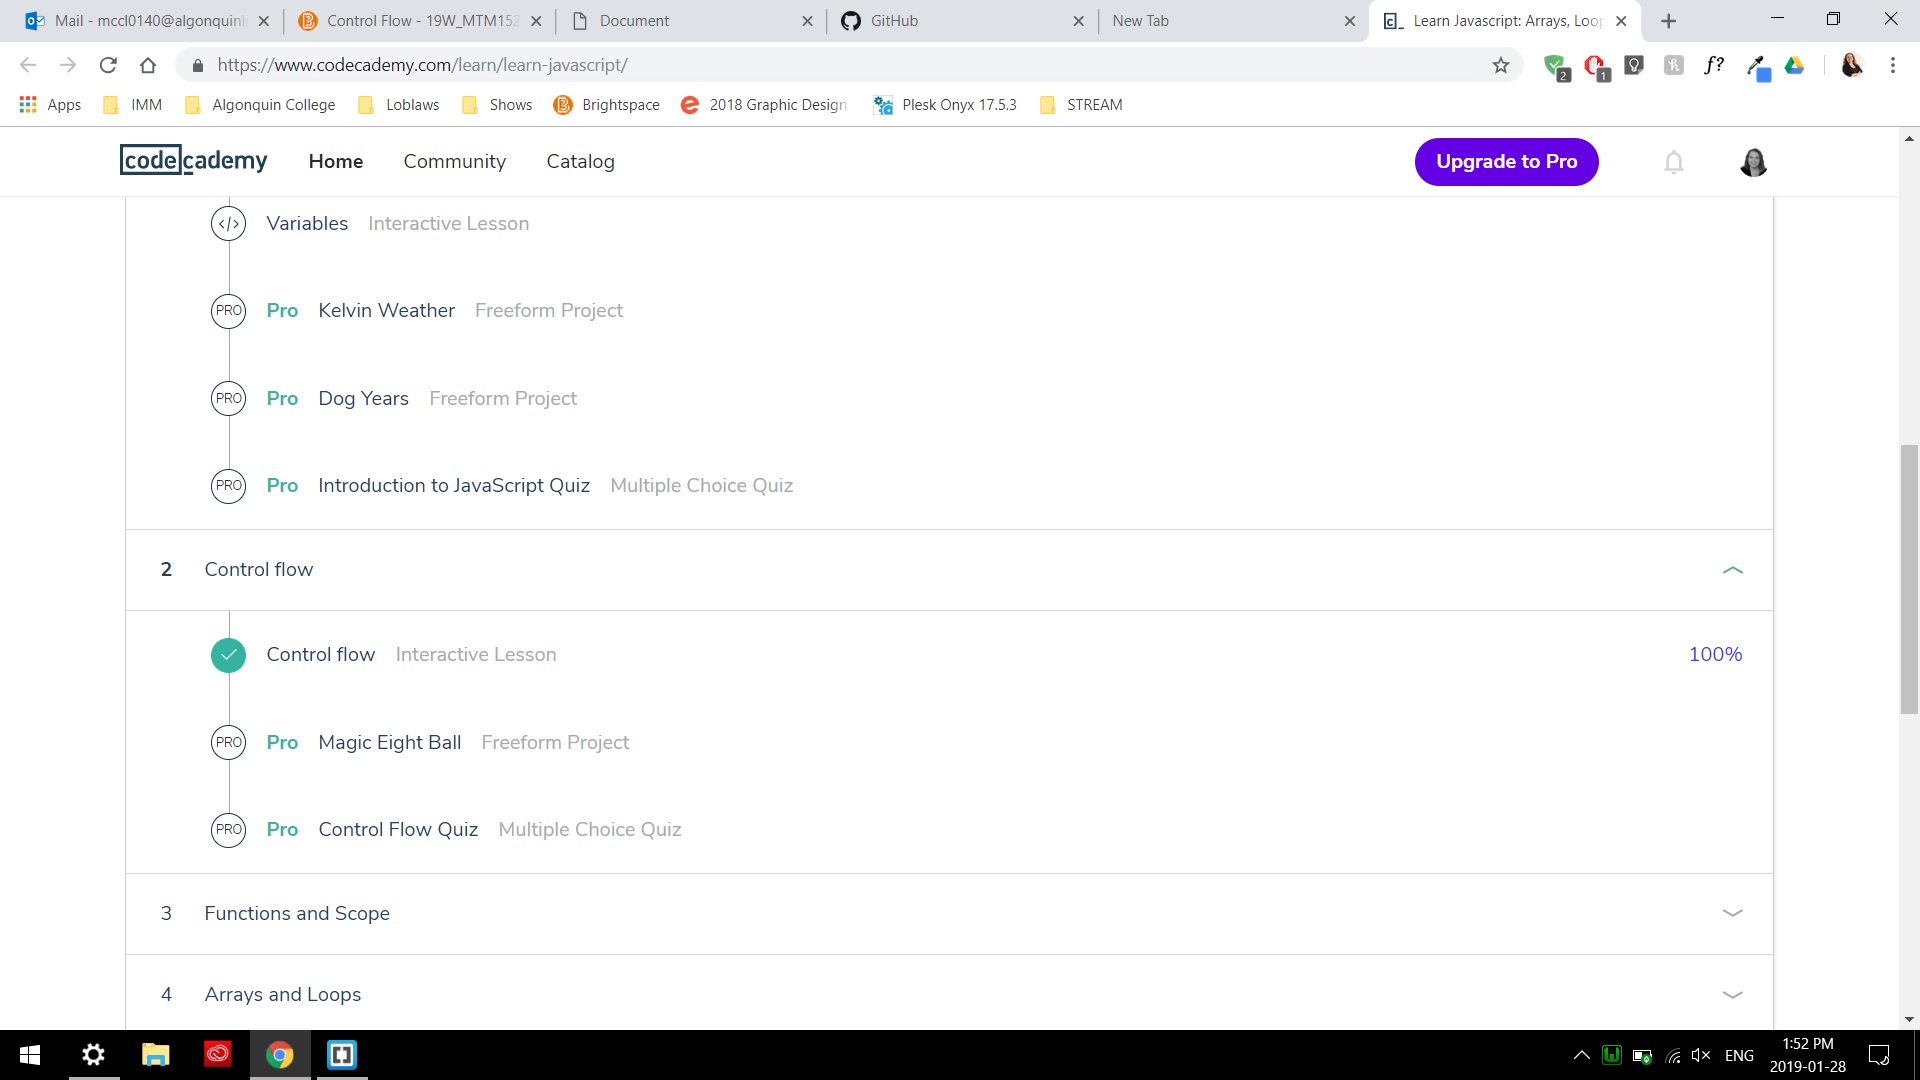 Mail - mccl0140@algonquinl
Control Flow - 19W_MTM152
Document
GitHub
New Tab
Learn Javascript: Arrays, Loop
https://www.codecademy.com/learn/learn-javascript/
2
1
f?
Apps
IMM
Algonquin College
Loblaws
Shows
Brightspace
2018 Graphic Design
Plesk Onyx 17.5.3
STREAM
codecademy
Home
Community
Catalog
Upgrade to Pro
</> Variables Interactive Lesson
PRO Pro Kelvin Weather Freeform Project
PRO Pro Dog Years Freeform Project
PRO Pro Introduction to JavaScript Quiz Multiple Choice Quiz
2 Control flow
Control flow Interactive Lesson 100%
PRO Pro Magic Eight Ball Freeform Project
PRO Pro Control Flow Quiz Multiple Choice Quiz
3 Functions and Scope
4 Arrays and Loops
ENG
1:52 PM
2019-01-28